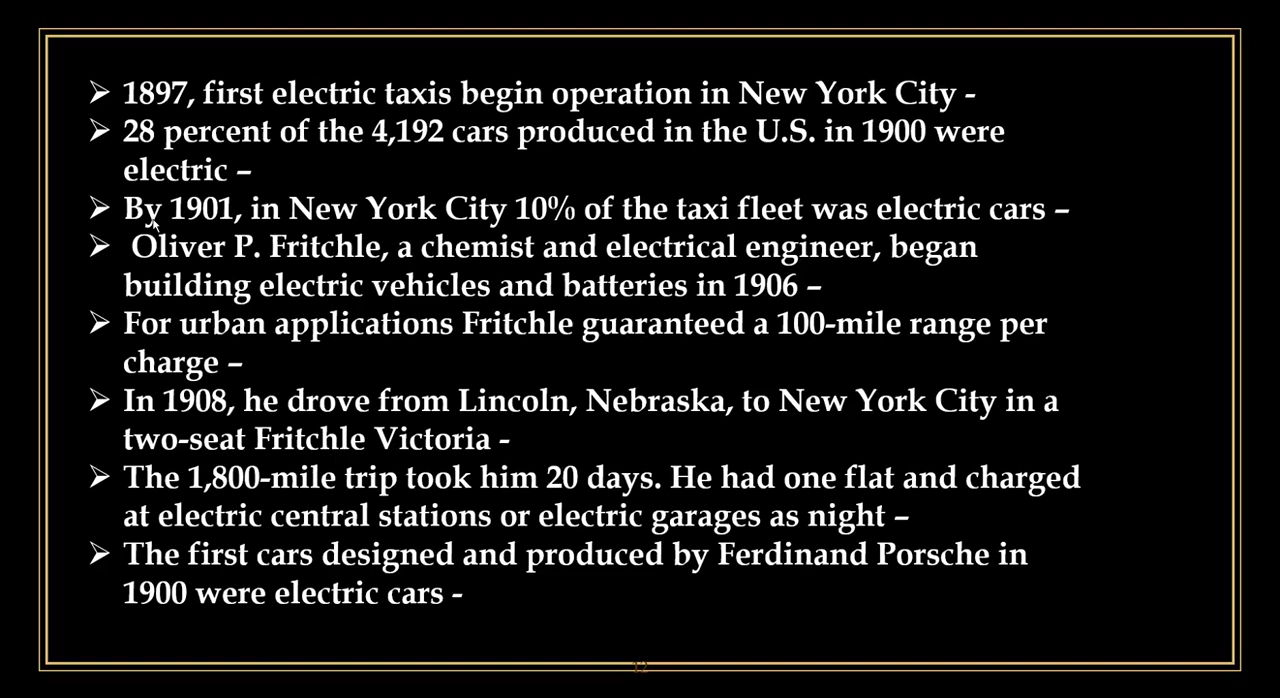 ➢ 1897, first electric taxis begin operation in New York City -
➢ 28 percent of the 4,192 cars produced in the U.S. in 1900 were
electric –
➢ By 1901, in New York City 10% of the taxi fleet was electric cars –
➢ Oliver P. Fritchle, a chemist and electrical engineer, began
building electric vehicles and batteries in 1906 –
➢ For urban applications Fritchle guaranteed a 100-mile range per
charge –
➢ In 1908, he drove from Lincoln, Nebraska, to New York City in a
two-seat Fritchle Victoria -
➢ The 1,800-mile trip took him 20 days. He had one flat and charged
at electric central stations or electric garages as night –
➢ The first cars designed and produced by Ferdinand Porsche in
1900 were electric cars -
12